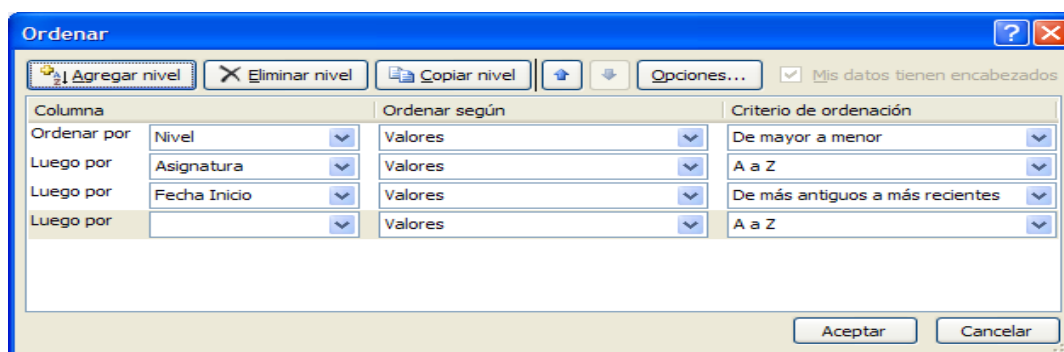 Ordenar
Agregar nivel Eliminar nivel Copiar nivel Opciones... Mis datos tienen encabezados
Columna Ordenar según Criterio de ordenación
Ordenar por Nivel Valores De mayor a menor
Luego por Asignatura Valores A a Z
Luego por Fecha Inicio Valores De más antiguos a más recientes
Luego por Valores A a Z
Aceptar Cancelar